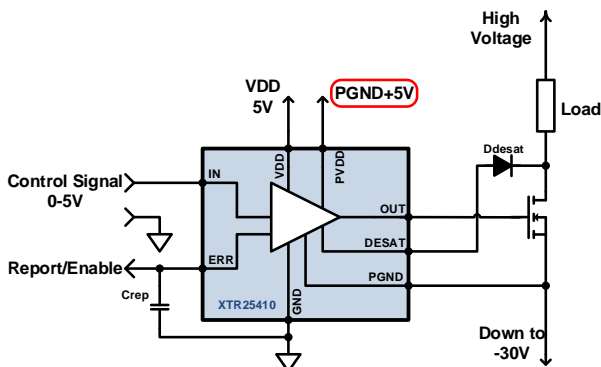 High
Voltage
VDD
5V
PGND+5V
Load
Ddesat
VDD
PVDD
Control Signal
0-5V
IN
OUT
DESAT
Report/Enable
ERR
PGND
Crep
XTR25410
GND
Down to
-30V